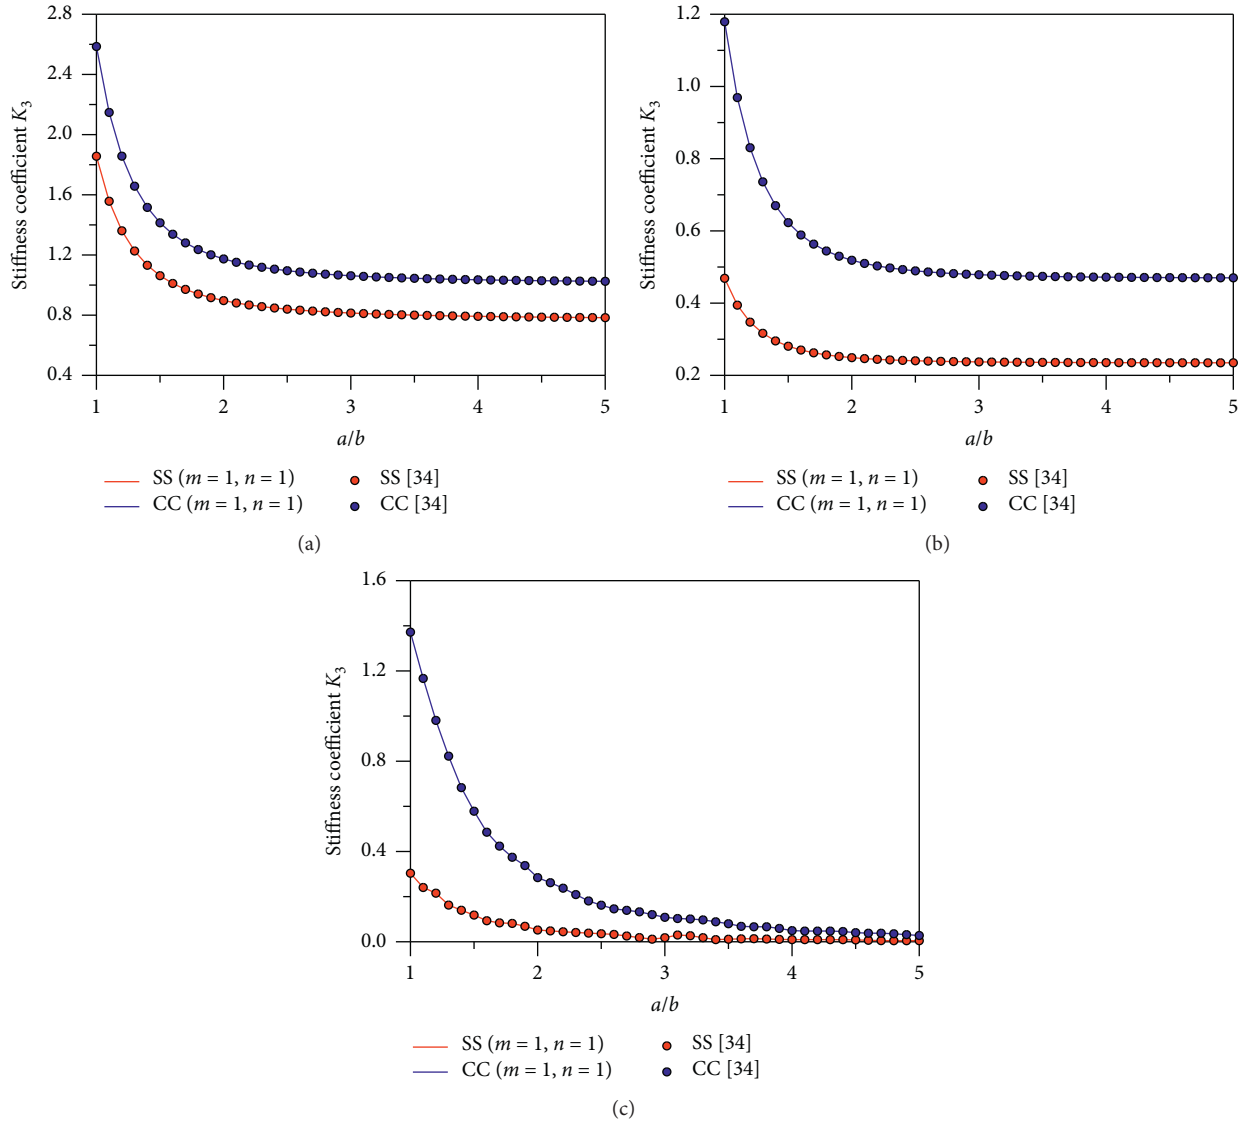 Stiffness coefficient K₃
2.8
2.4
2.0
1.6
1.2
0.8
0.4
1 2 3 4 5
a/b
SS (m = 1, n = 1) SS [34]
CC (m = 1, n = 1) CC [34]
(a)
Stiffness coefficient K₃
1.2
1.0
0.8
0.6
0.4
0.2
1 2 3 4 5
a/b
SS (m = 1, n = 1) SS [34]
CC (m = 1, n = 1) CC [34]
(b)
Stiffness coefficient K₃
1.6
1.2
0.8
0.4
0.0
1 2 3 4 5
a/b
SS (m = 1, n = 1) SS [34]
CC (m = 1, n = 1) CC [34]
(c)